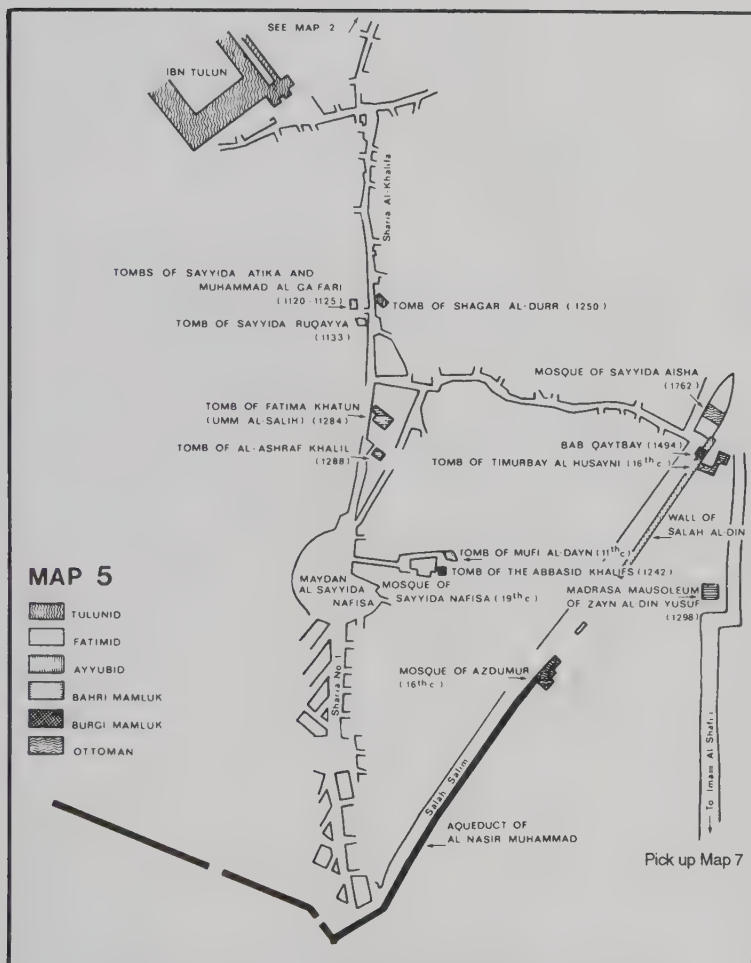 SEE MAP 2
IBN TULUN
Sharia Al-Khalifa
TOMBS OF SAYYIDA ATIKA AND
MUHAMMAD AL GA FARI
(1120 - 1125)
TOMB OF SHAGAR AL-DURR (1250)
TOMB OF SAYYIDA RUQAYYA
(1133)
MOSQUE OF SAYYIDA AISHA
(1762)
TOMB OF FATIMA KHATUN
(UMM AL-SALIH) (1284)
BAB QAYTBAY (1494)
TOMB OF AL-ASHRAF KHALIL
(1288)
TOMB OF TIMURBAY AL HUSAYNI (16th c)
WALL OF
SALAH AL-DIN
TOMB OF MUFI AL-DAYN (11th c)
TOMB OF THE ABBASID KHALIFS (1242)
MAYDAN
AL SAYYIDA
NAFISA
MOSQUE OF
SAYYIDA NAFISA (19th c)
MADRASA MAUSOLEUM
OF ZAYN AL-DIN YUSUF
(1298)
MAP 5
TULUNID
FATIMID
AYYUBID
BAHRI MAMLUK
BURGI MAMLUK
OTTOMAN
Sharia No. 1
MOSQUE OF AZDUMUR
(16th c)
Salah Salim
AQUEDUCT OF
AL NASIR MUHAMMAD
To Imam Al Shafii
Pick up Map 7